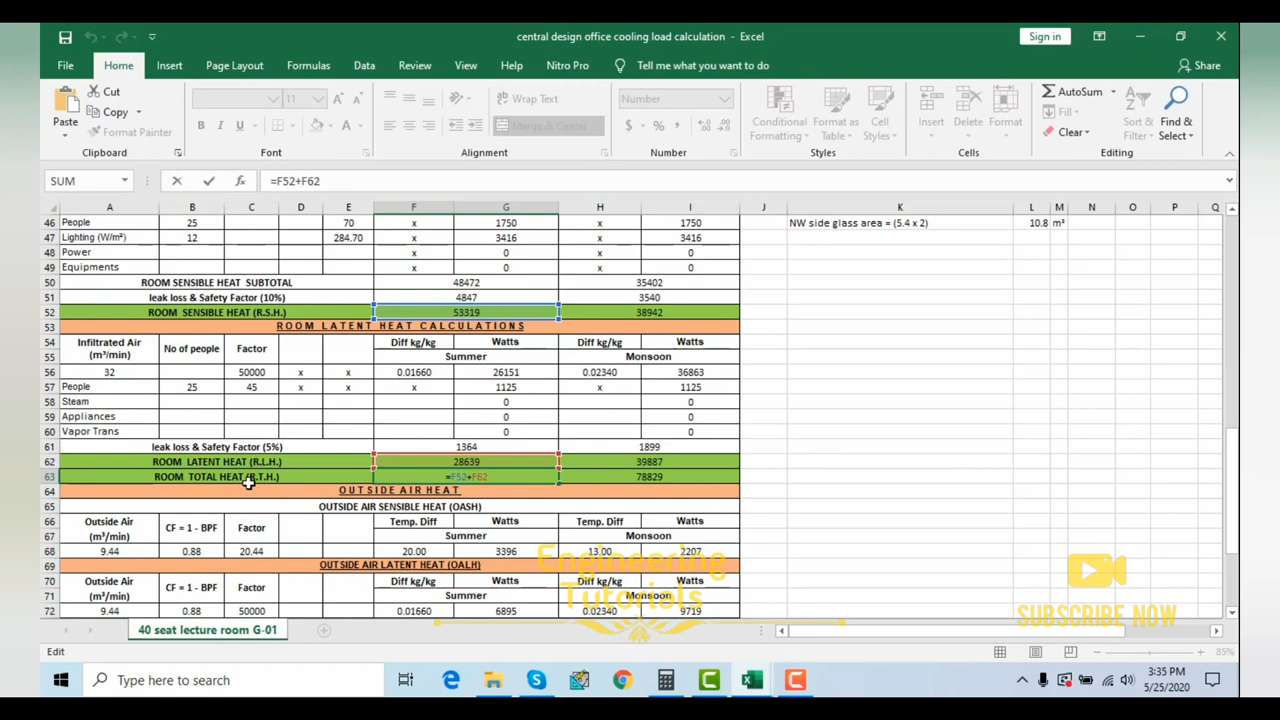 central design office cooling load calculation - Excel
Sign in
File Home Insert Page Layout Formulas Data Review View Help Nitro Pro Tell me what you want to do Share
Paste
Cut
Copy
Format Painter
11
Wrap Text
Merge & Center
Number
Conditional Formatting
Format as Table
Cell Styles
Insert
Delete
Format
AutoSum
Fill
Clear
Sort & Filter
Find & Select
Clipboard Font Alignment Number Styles Cells Editing
SUM =F52+F62
A B C D E F G H I J K L M N O P Q
46 People 25 70 x 1750 x 1750 NW side glass area = (5.4 x 2) 10.8 m²
47 Lighting (W/m²) 12 284.70 x 3416 x 3416
48 Power x 0 x 0
49 Equipments x 0 x 0
50 ROOM SENSIBLE HEAT SUBTOTAL 48472 35402
51 leak loss & Safety Factor (10%) 4847 3540
52 ROOM SENSIBLE HEAT (R.S.H.) 53319 38942
53 ROOM LATENT HEAT CALCULATIONS
54 Infiltrated Air No of people Factor Diff kg/kg Watts Diff kg/kg Watts
55 (m³/min) Summer Monsoon
56 32 50000 x x 0.01660 26151 0.02340 36863
57 People 25 45 x x x 1125 x 1125
58 Steam 0 0
59 Appliances 0 0
60 Vapor Trans 0 0
61 leak loss & Safety Factor (5%) 1364 1899
62 ROOM LATENT HEAT (R.L.H.) 28639 39887
63 ROOM TOTAL HEAT (R.T.H.) =F52+F62 78829
64 OUTSIDE AIR HEAT
65 OUTSIDE AIR SENSIBLE HEAT (OASH)
66 Outside Air CF = 1 - BPF Factor Temp. Diff Watts Temp. Diff Watts
67 (m³/min) Summer Monsoon
68 9.44 0.88 20.44 20.00 3396 13.00 2207
69 OUTSIDE AIR LATENT HEAT (OALH)
70 Outside Air CF = 1 - BPF Factor Diff kg/kg Watts Diff kg/kg Watts
71 (m³/min) Summer Monsoon
72 9.44 0.88 50000 0.01660 6895 0.02340 9719
Engineering
Tutorials
SUBSCRIBE NOW
40 seat lecture room G-01
Edit 85%
Type here to search
3:35 PM
5/25/2020